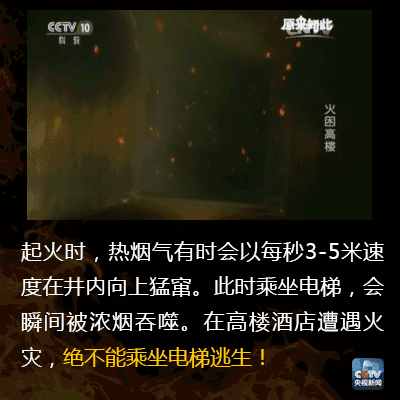 CCTV 10
科教
原来如此
火困高楼
起火时，热烟气有时会以每秒3-5米速
度在井内向上猛窜。此时乘坐电梯，会
瞬间被浓烟吞噬。在高楼酒店遭遇火
灾，绝不能乘坐电梯逃生！
CCTV
央视新闻